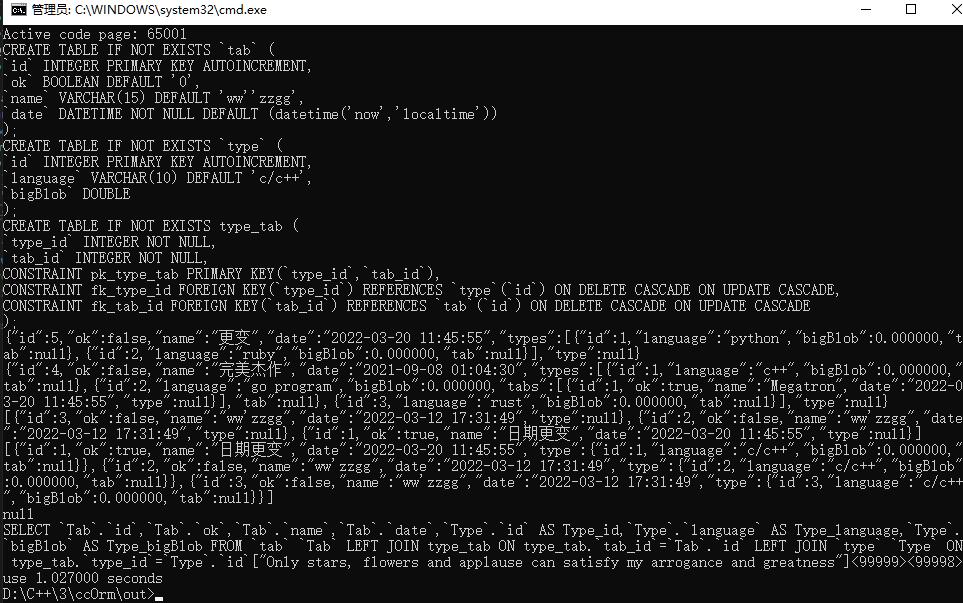 管理员: C:\WINDOWS\system32\cmd.exe
Active code page: 65001
CREATE TABLE IF NOT EXISTS `tab` (
`id` INTEGER PRIMARY KEY AUTOINCREMENT,
`ok` BOOLEAN DEFAULT '0',
`name` VARCHAR(15) DEFAULT 'ww''zzgg',
`date` DATETIME NOT NULL DEFAULT (datetime('now','localtime'))
);
CREATE TABLE IF NOT EXISTS `type` (
`id` INTEGER PRIMARY KEY AUTOINCREMENT,
`language` VARCHAR(10) DEFAULT 'c/c++',
`bigBlob` DOUBLE
);
CREATE TABLE IF NOT EXISTS type_tab (
`type_id` INTEGER NOT NULL,
`tab_id` INTEGER NOT NULL,
CONSTRAINT pk_type_tab PRIMARY KEY(`type_id`,`tab_id`),
CONSTRAINT fk_type_id FOREIGN KEY(`type_id`) REFERENCES `type`(`id`) ON DELETE CASCADE ON UPDATE CASCADE,
CONSTRAINT fk_tab_id FOREIGN KEY(`tab_id`) REFERENCES `tab`(`id`) ON DELETE CASCADE ON UPDATE CASCADE
);
{"id":5,"ok":false,"name":"更变","date":"2022-03-20 11:45:55","types":[{"id":1,"language":"python","bigBlob":0.000000,"t
ab":null},{"id":2,"language":"ruby","bigBlob":0.000000,"tab":null}],"type":null}
{"id":4,"ok":false,"name":"完美杰作","date":"2021-09-08 01:04:30","types":[{"id":1,"language":"c++","bigBlob":0.000000,"
tab":null},{"id":2,"language":"go program","bigBlob":0.000000,"tabs":[{"id":1,"ok":true,"name":"Megatron","date":"2022-0
3-20 11:45:55","type":null}],"tab":null},{"id":3,"language":"rust","bigBlob":0.000000,"tab":null}],"type":null}
[{"id":3,"ok":false,"name":"ww'zzgg","date":"2022-03-12 17:31:49","type":null},{"id":2,"ok":false,"name":"ww'zzgg","date
":"2022-03-12 17:31:49","type":null},{"id":1,"ok":true,"name":"日期更变","date":"2022-03-20 11:45:55","type":null}]
[{"id":1,"ok":true,"name":"日期更变","date":"2022-03-20 11:45:55","type":{"id":1,"language":"c/c++","bigBlob":0.000000,"
tab":null}},{"id":2,"ok":false,"name":"ww'zzgg","date":"2022-03-12 17:31:49","type":{"id":2,"language":"c/c++","bigBlob"
:0.000000,"tab":null}},{"id":3,"ok":false,"name":"ww'zzgg","date":"2022-03-12 17:31:49","type":{"id":3,"language":"c/c++
","bigBlob":0.000000,"tab":null}}]
null
SELECT `Tab`.`id`,`Tab`.`ok`,`Tab`.`name`,`Tab`.`date`,`Type`.`id` AS Type_id,`Type`.`language` AS Type_language,`Type`.
`bigBlob` AS Type_bigBlob FROM `tab` `Tab` LEFT JOIN type_tab ON type_tab.`tab_id`=`Tab`.`id` LEFT JOIN `type` `Type` ON
 type_tab.`type_id`=`Type`.`id`["Only stars, flowers and applause can satisfy my arrogance and greatness"]<99999><99998>
use 1.027000 seconds
D:\C++\3\ccOrm\out>